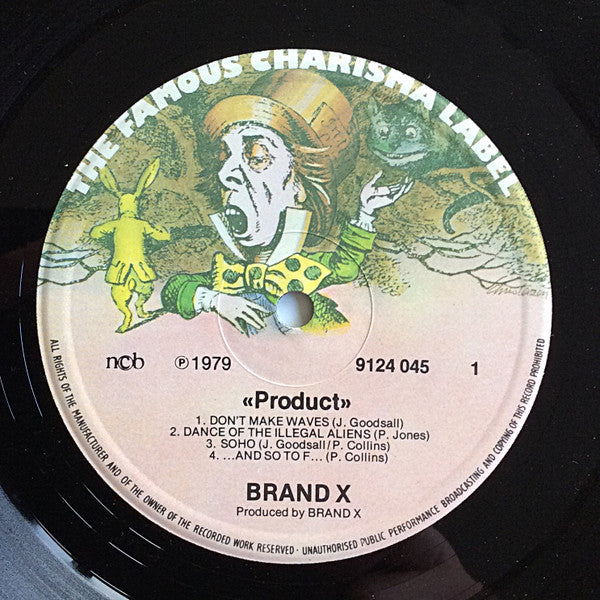 THE FAMOUS CHARISMA LABEL
ncb ℗ 1979 9124 045 1
«Product»
1. DON'T MAKE WAVES (J. Goodsall)
2. DANCE OF THE ILLEGAL ALIENS (P. Jones)
3. SOHO (J. Goodsall/P. Collins)
4. ...AND SO TO F... (P. Collins)
BRAND X
Produced by BRAND X
ALL RIGHTS OF THE MANUFACTURER AND OF THE OWNER OF THE RECORDED WORK RESERVED · UNAUTHORISED PUBLIC PERFORMANCE BROADCASTING AND COPYING OF THIS RECORD PROHIBITED